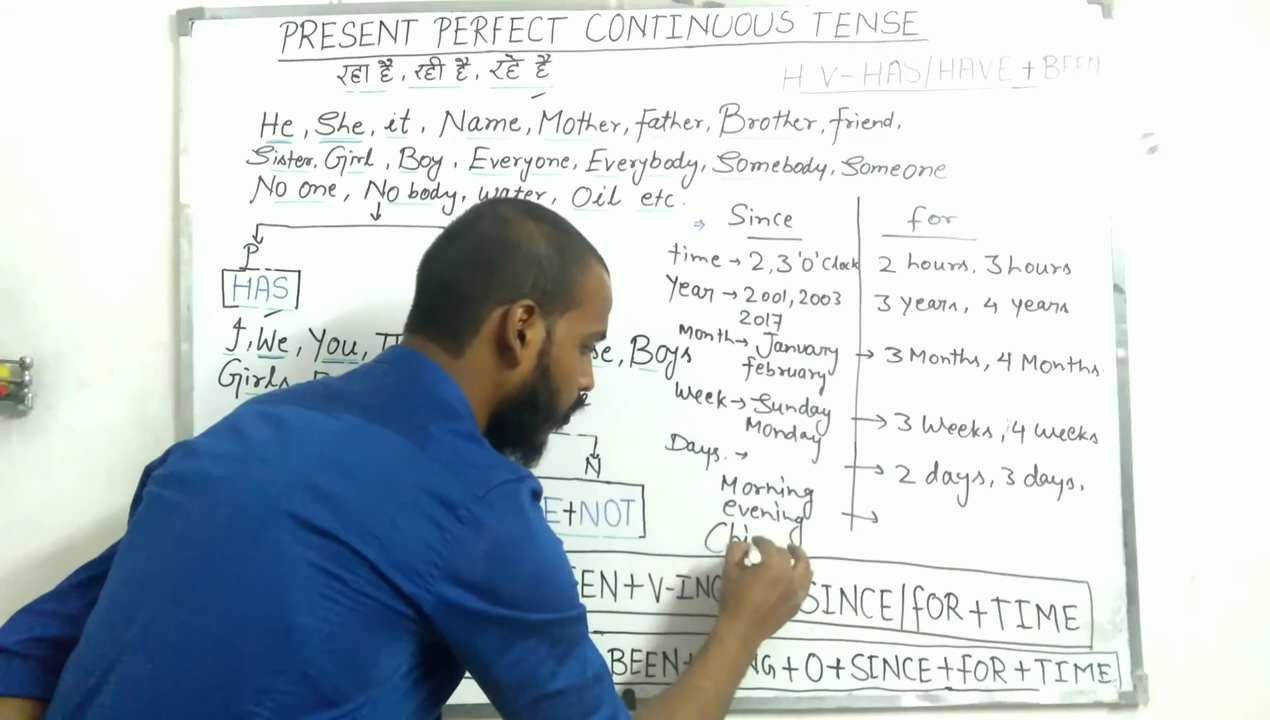 PRESENT PERFECT CONTINUOUS TENSE
रहा है, रही है, रहे है
H V-HAS/HAVE+BEEN
He, She, it, Name, Mother, Father, Brother, friend,
Sister, Girl, Boy, Everyone, Everybody, Somebody, Someone
No one, No body, water, Oil etc.
P
HAS
I, We, You,
se, Boys
Girls
N
E+NOT
⇒ Since
time → 2, 3 'O' Clock
Year → 2001, 2003
2017
Month → January
february
Week → Sunday
Monday
Days. →
Morning
evening
Chi
for
2 hours, 3 hours
3 years, 4 years
→ 3 Months, 4 Months.
→ 3 Weeks, 4 weeks
→ 2 days, 3 days,
EEN+V-ING SINCE/FOR+TIME
BEEN+ NG+O+SINCE+FOR+TIME